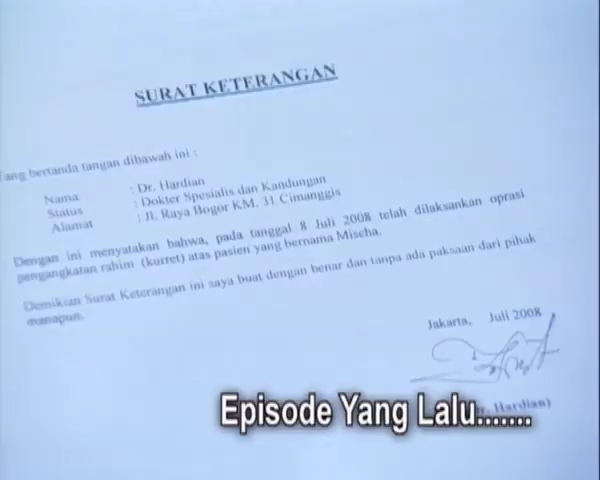 SURAT KETERANGAN
Yang bertanda tangan dibawah ini :
Nama : Dr. Hardian
Status : Dokter Spesialis dan Kandungan
Alamat : Jl. Raya Bogor KM. 31 Cimanggis
Dengan ini menyatakan bahwa, pada tanggal 8 Juli 2008 telah dilaksankan oprasi
pengangkatan rahim (kurret) atas pasien yang bernama Mischa.
Demikian Surat Keterangan ini saya buat dengan benar dan tanpa ada paksaan dari pihak
manapun.
Jakarta, Juli 2008
Hardian)
Episode Yang Lalu.......